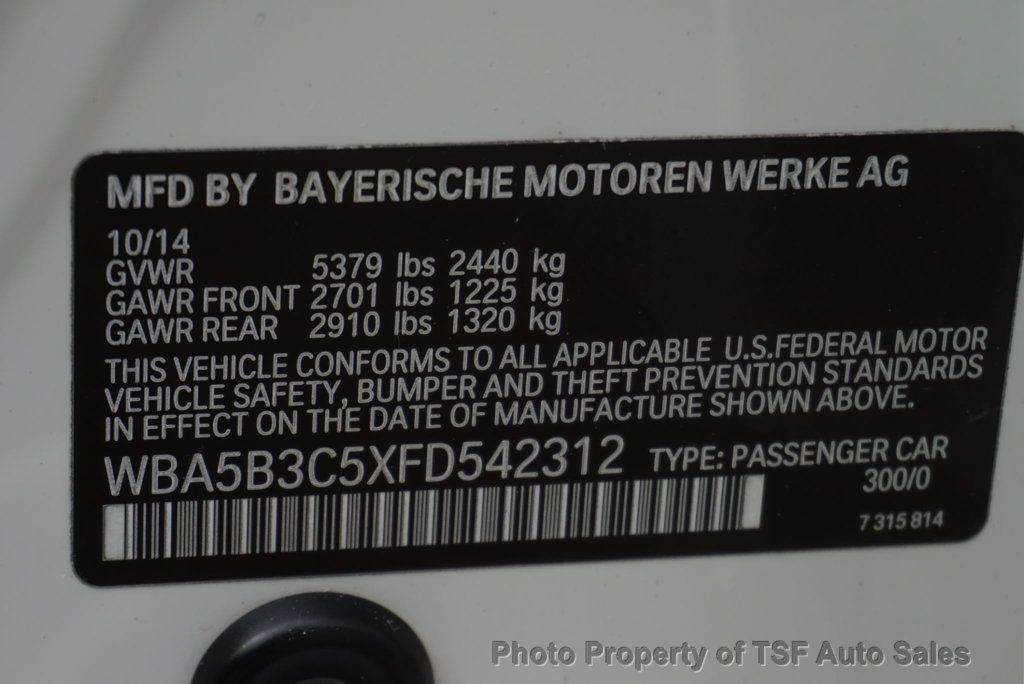 MFD BY BAYERISCHE MOTOREN WERKE AG
10/14
GVWR 5379 lbs 2440 kg
GAWR FRONT 2701 lbs 1225 kg
GAWR REAR 2910 lbs 1320 kg
THIS VEHICLE CONFORMS TO ALL APPLICABLE U.S.FEDERAL MOTOR
VEHICLE SAFETY, BUMPER AND THEFT PREVENTION STANDARDS
IN EFFECT ON THE DATE OF MANUFACTURE SHOWN ABOVE.
WBA5B3C5XFD542312 TYPE: PASSENGER CAR
300/0
7 315 814
Photo Property of TSF Auto Sales